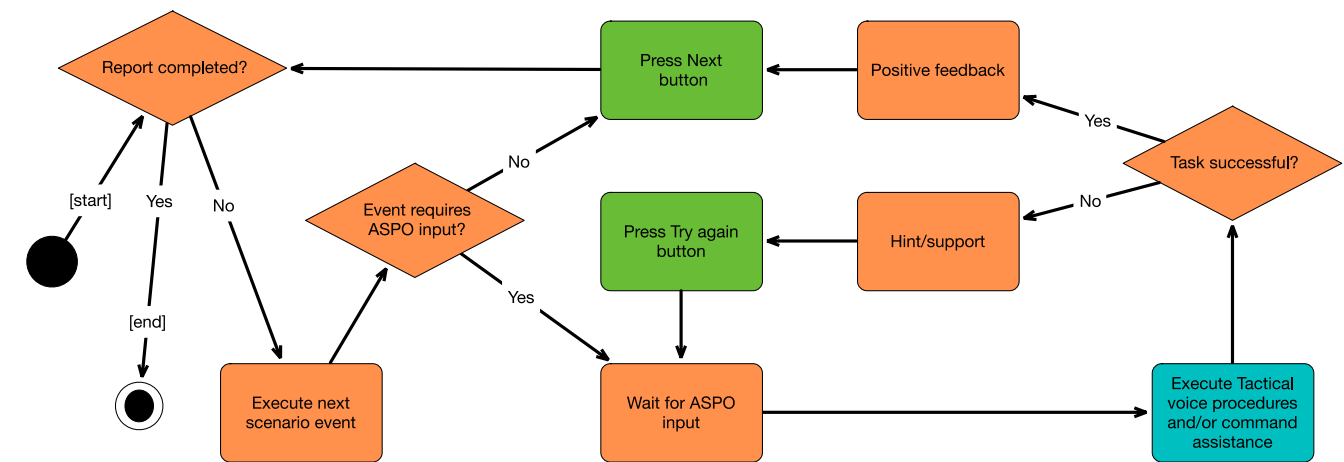 Report completed?
Press Next
button
Positive feedback
Yes
Task successful?
No
[start]
Yes
No
Event requires
ASPO input?
Press Try again
button
Hint/support
No
Yes
[end]
Execute next
scenario event
Wait for ASPO
input
Execute Tactical
voice procedures
and/or command
assistance